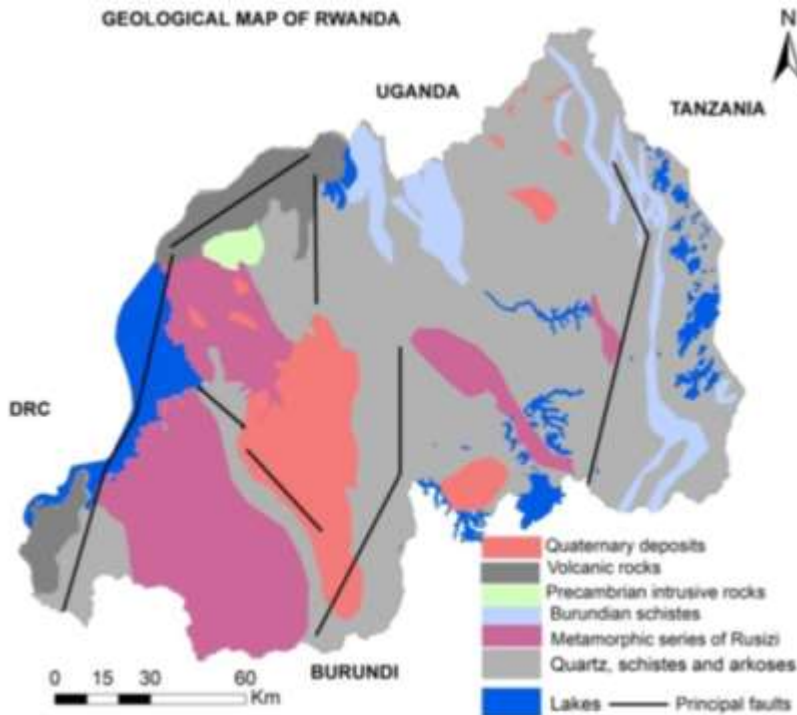 GEOLOGICAL MAP OF RWANDA
N
UGANDA
TANZANIA
DRC
BURUNDI
Quaternary deposits
Volcanic rocks
Precambrian intrusive rocks
Burundian schistes
Metamorphic series of Rusizi
Quartz, schistes and arkoses
Lakes
Principal faults
0 15 30 60
Km